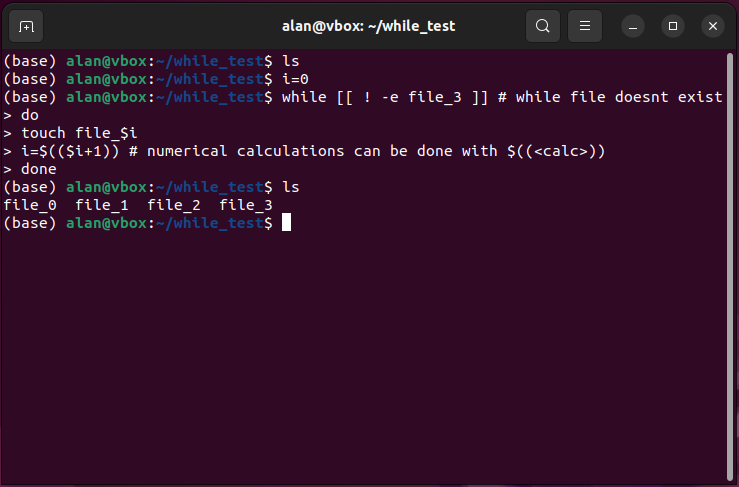 alan@vbox: ~/while_test
(base) alan@vbox:~/while_test$ ls
(base) alan@vbox:~/while_test$ i=0
(base) alan@vbox:~/while_test$ while [[ ! -e file_3 ]] # while file doesnt exist
> do
> touch file_$i
> i=$(($i+1)) # numerical calculations can be done with $((<calc>))
> done
(base) alan@vbox:~/while_test$ ls
file_0  file_1  file_2  file_3
(base) alan@vbox:~/while_test$